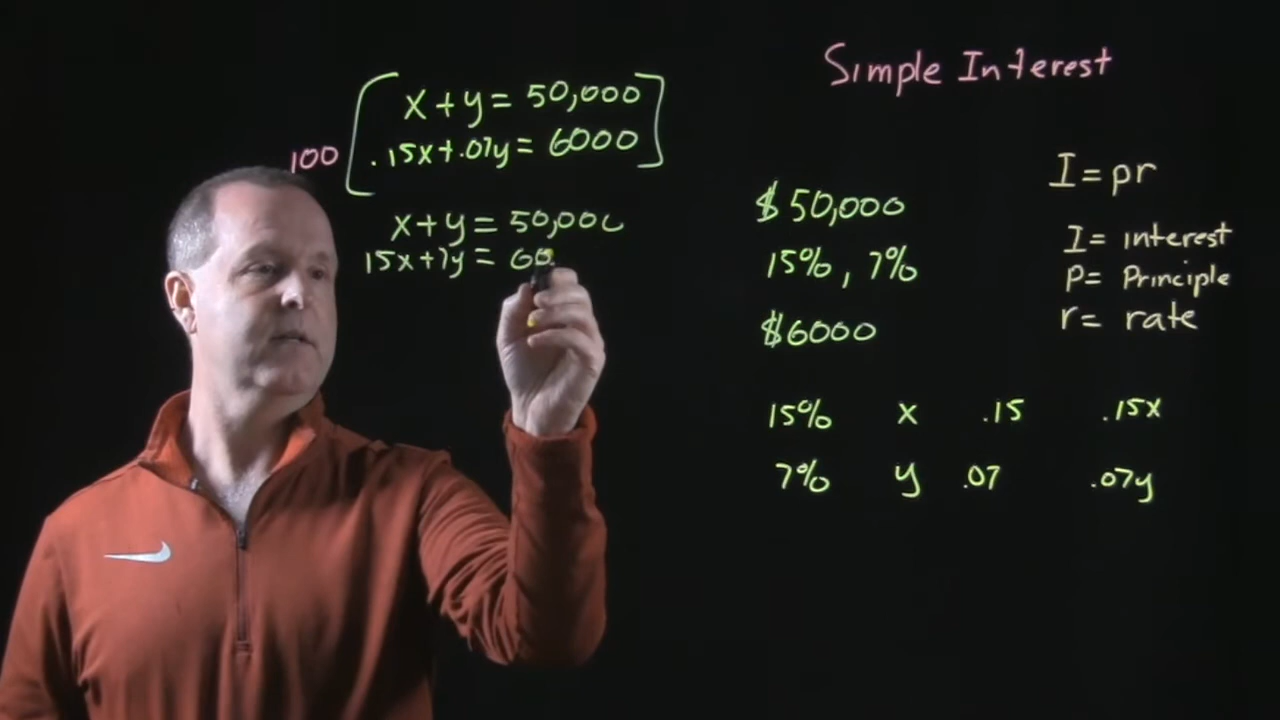 x+y=50,000
.15x+.07y=6000
100
x+y=50,000
15x+7y=60
Simple Interest
I=pr
I= interest
P= Principle
r= rate
$50,000
15%, 7%
$6000
15% x .15 .15x
7% y .07 .07y